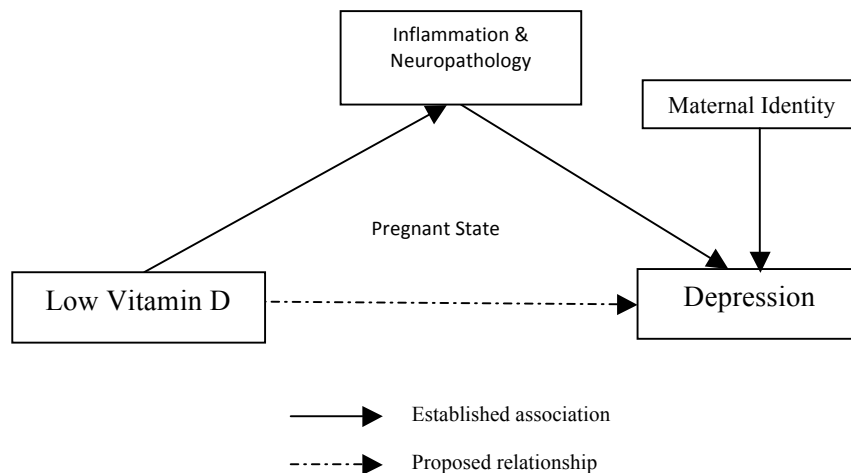 Inflammation &
Neuropathology
Maternal Identity
Pregnant State
Low Vitamin D
Depression
Established association
Proposed relationship